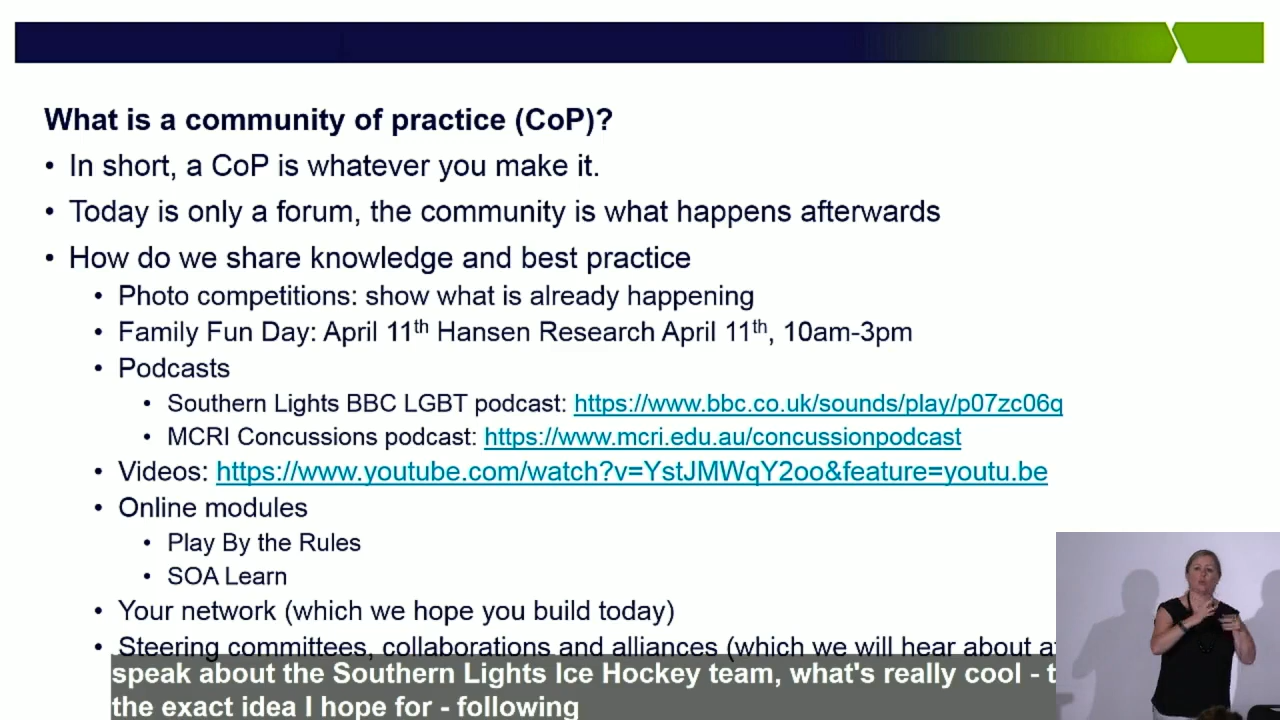 What is a community of practice (CoP)?
• In short, a CoP is whatever you make it.
• Today is only a forum, the community is what happens afterwards
• How do we share knowledge and best practice
• Photo competitions: show what is already happening
• Family Fun Day: April 11th Hansen Research April 11th, 10am-3pm
• Podcasts
• Southern Lights BBC LGBT podcast: https://www.bbc.co.uk/sounds/play/p07zc06q
• MCRI Concussions podcast: https://www.mcri.edu.au/concussionpodcast
• Videos: https://www.youtube.com/watch?v=YstJMWqY2oo&feature=youtu.be
• Online modules
• Play By the Rules
• SOA Learn
• Your network (which we hope you build today)
• Steering committees, collaborations and alliances (which we will hear about
speak about the Southern Lights Ice Hockey team, what's really cool -
the exact idea I hope for - following